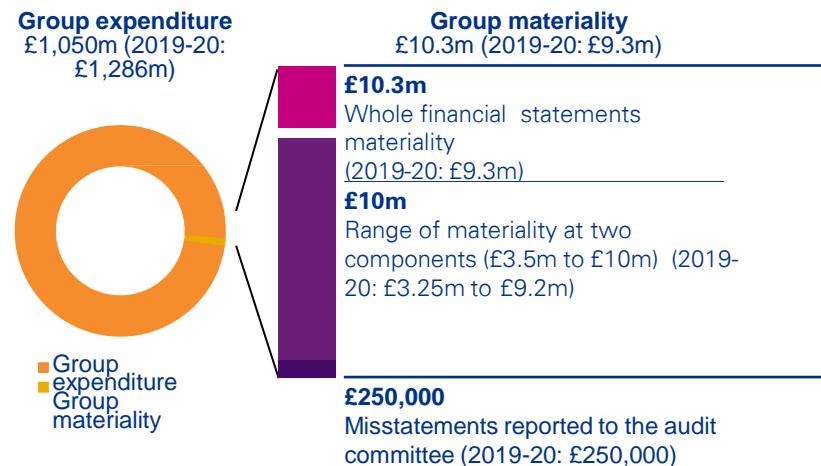 Group expenditure
£1,050m (2019-20:
£1,286m)
Group materiality
£10.3m (2019-20: £9.3m)
£10.3m
Whole financial statements
materiality
(2019-20: £9.3m)
£10m
Range of materiality at two
components (£3.5m to £10m) (2019-
20: £3.25m to £9.2m)
Group
expenditure
Group
materiality
£250,000
Misstatements reported to the audit
committee (2019-20: £250,000)